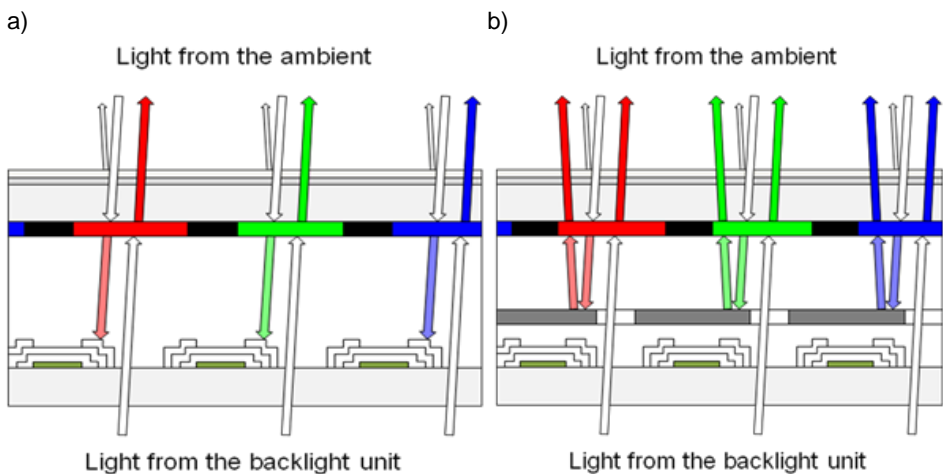 a)
b)
Light from the ambient
Light from the ambient
Light from the backlight unit
Light from the backlight unit